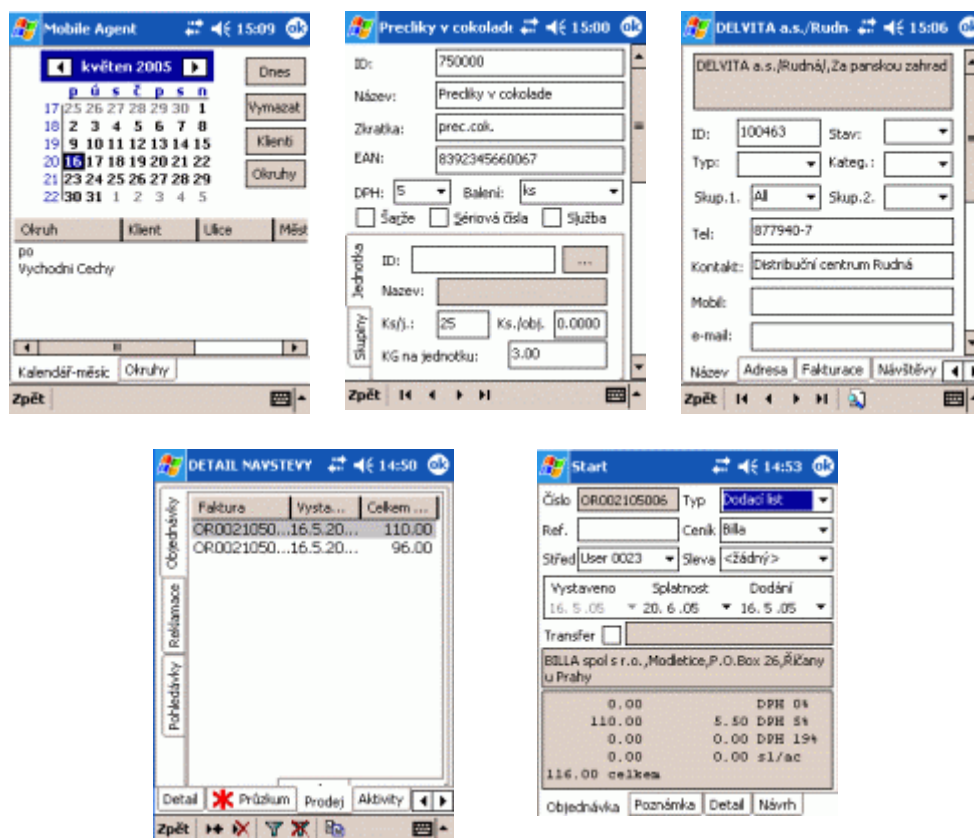 Mobile Agent 15:09 ok
květen 2005
Dnes
p ú s č p s n
17 25 26 27 28 29 30 1
Vymazat
18 2 3 4 5 6 7 8
19 9 10 11 12 13 14 15
Klienti
20 16 17 18 19 20 21 22
Okruhy
21 23 24 25 26 27 28 29
22 30 31 1 2 3 4 5
Okruh Klient Ulice Měst
po
Vychodni Cechy
Kalendář-měsíc Okruhy
Zpět
Precliky v cokolade 15:00 ok
ID: 750000
Název: Precliky v cokolade
Zkratka: prec.cok.
EAN: 8392345660067
DPH: 5 Balení: ks
Šarže Sériová čísla Služba
Jednotka
Skupiny
ID: ...
Nazev:
Ks/j.: 25 Ks./obj. 0.0000
KG na jednotku: 3.00
Zpět
DELVITA a.s./Rudn 15:06 ok
DELVITA a.s./Rudná/,Za panskou zahrad
ID: 100463 Stav:
Typ: Kateg.:
Skup.1. All Skup.2.
Tel: 877940-7
Kontakt: Distribuční centrum Rudná
Mobil:
e-mail:
Název Adresa Fakturace Návštěvy
Zpět
DETAIL NAVSTEVY 14:50 ok
Objednávky
Reklamace
Pohledávky
Faktura Vysta... Celkem ...
OR0021050... 16.5.20... 110.00
OR0021050... 16.5.20... 96.00
Detail Průzkum Prodej Aktivity
Zpět
Start 14:53 ok
Číslo OR002105006 Typ Dodací list
Ref. Ceník Billa
Střed User 0023 Sleva <žádný>
Vystaveno Splatnost Dodání
16. 5 .05 20. 6 .05 16. 5 .05
Transfer
BILLA spol s r.o.,Modletice,P.O.Box 26,Říčany
u Prahy
0.00 DPH 0%
110.00 5.50 DPH 5%
0.00 0.00 DPH 19%
0.00 0.00 sl/ac
116.00 celkem
Objednávka Poznámka Detail Návrh